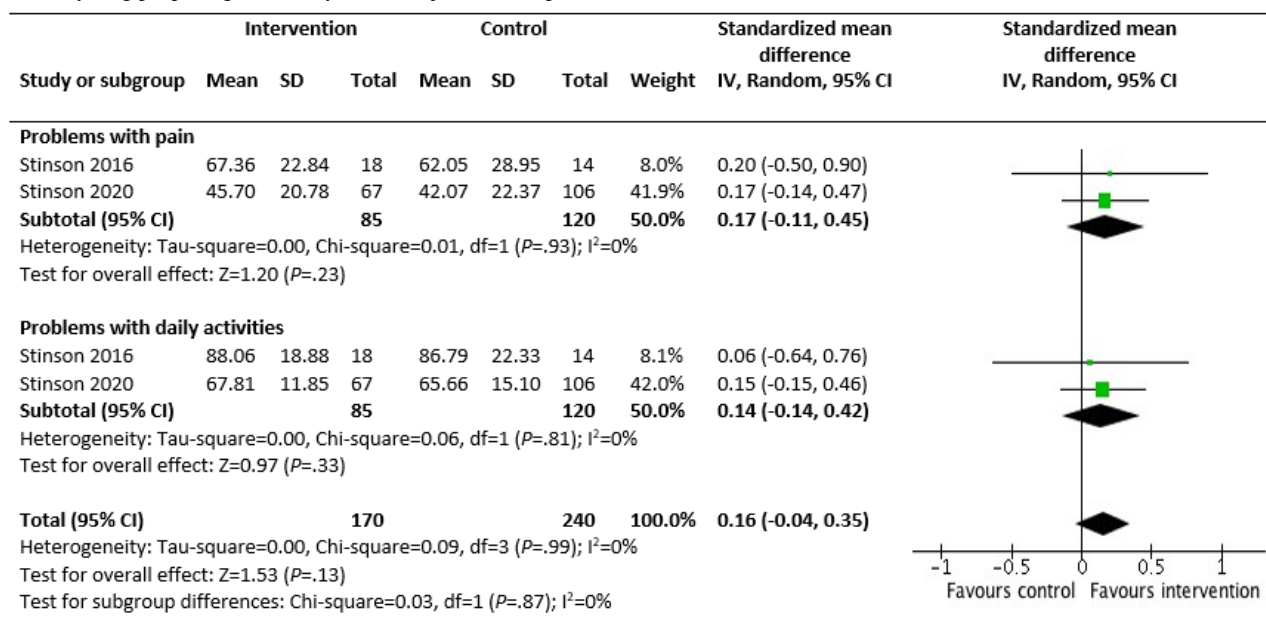 Intervention Control Standardized mean difference Standardized mean difference
Study or subgroup Mean SD Total Mean SD Total Weight IV, Random, 95% CI IV, Random, 95% CI
Problems with pain
Stinson 2016 67.36 22.84 18 62.05 28.95 14 8.0% 0.20 (-0.50, 0.90)
Stinson 2020 45.70 20.78 67 42.07 22.37 106 41.9% 0.17 (-0.14, 0.47)
Subtotal (95% CI) 85 120 50.0% 0.17 (-0.11, 0.45)
Heterogeneity: Tau-square=0.00, Chi-square=0.01, df=1 (P=.93); I²=0%
Test for overall effect: Z=1.20 (P=.23)
Problems with daily activities
Stinson 2016 88.06 18.88 18 86.79 22.33 14 8.1% 0.06 (-0.64, 0.76)
Stinson 2020 67.81 11.85 67 65.66 15.10 106 42.0% 0.15 (-0.15, 0.46)
Subtotal (95% CI) 85 120 50.0% 0.14 (-0.14, 0.42)
Heterogeneity: Tau-square=0.00, Chi-square=0.06, df=1 (P=.81); I²=0%
Test for overall effect: Z=0.97 (P=.33)
Total (95% CI) 170 240 100.0% 0.16 (-0.04, 0.35)
Heterogeneity: Tau-square=0.00, Chi-square=0.09, df=3 (P=.99); I²=0%
Test for overall effect: Z=1.53 (P=.13)
Test for subgroup differences: Chi-square=0.03, df=1 (P=.87); I²=0%
-1 -0.5 0 0.5 1
Favours control Favours intervention